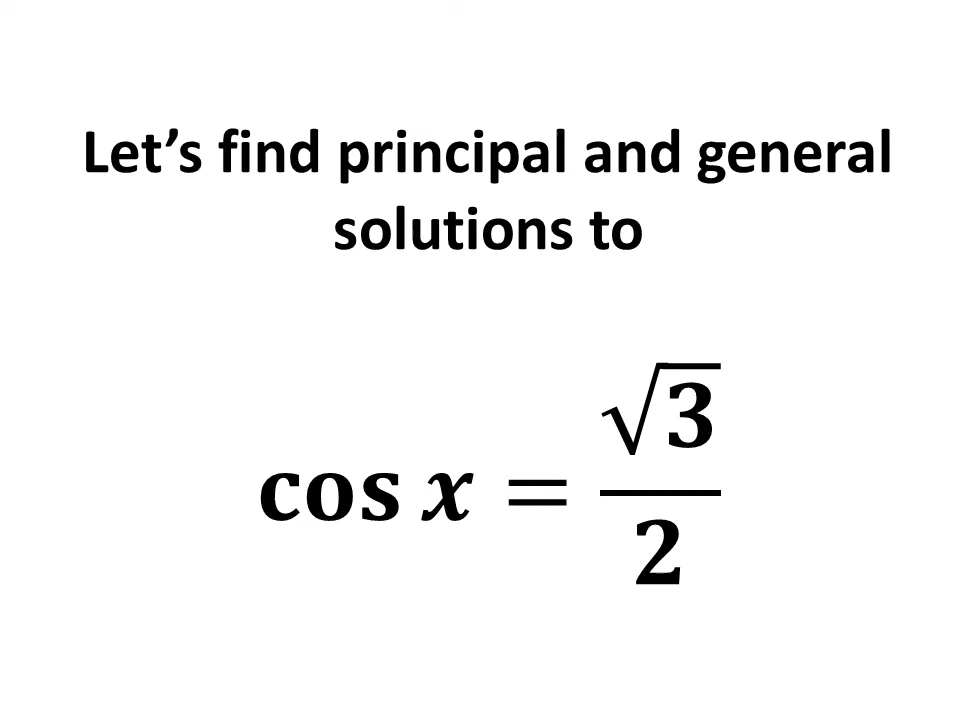 Let’s find principal and general
solutions to
cos x = √3/2